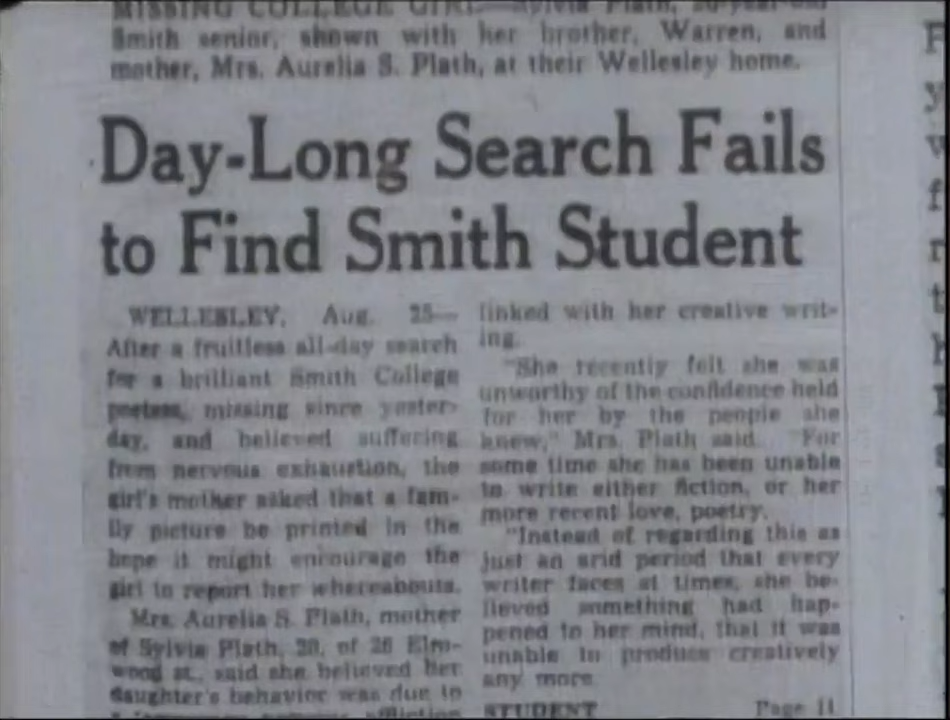 MISSING COLLEGE GIRL—Sylvia Plath, 20-year-old
Smith senior, shown with her brother, Warren, and
mother, Mrs. Aurelia S. Plath, at their Wellesley home.
Day-Long Search Fails
to Find Smith Student
WELLESLEY, Aug. 25—
After a fruitless all-day search
for a brilliant Smith College
poetess, missing since yester-
day, and believed suffering
from nervous exhaustion, the
girl's mother asked that a fam-
ily picture be printed in the
hope it might encourage the
girl to report her whereabouts.
Mrs. Aurelia S. Plath, mother
of Sylvia Plath, 20, of 26 Elm-
wood st., said she believed her
daughter's behavior was due to
linked with her creative writ-
ing.
"She recently felt she was
unworthy of the confidence held
for her by the people she
knew," Mrs. Plath said. "For
some time she has been unable
to write either fiction, or her
more recent love, poetry.
"Instead of regarding this as
just an arid period that every
writer faces at times, she be-
lieved something had hap-
pened to her mind, that it was
unable to produce creatively
any more.
STUDENT Page 11